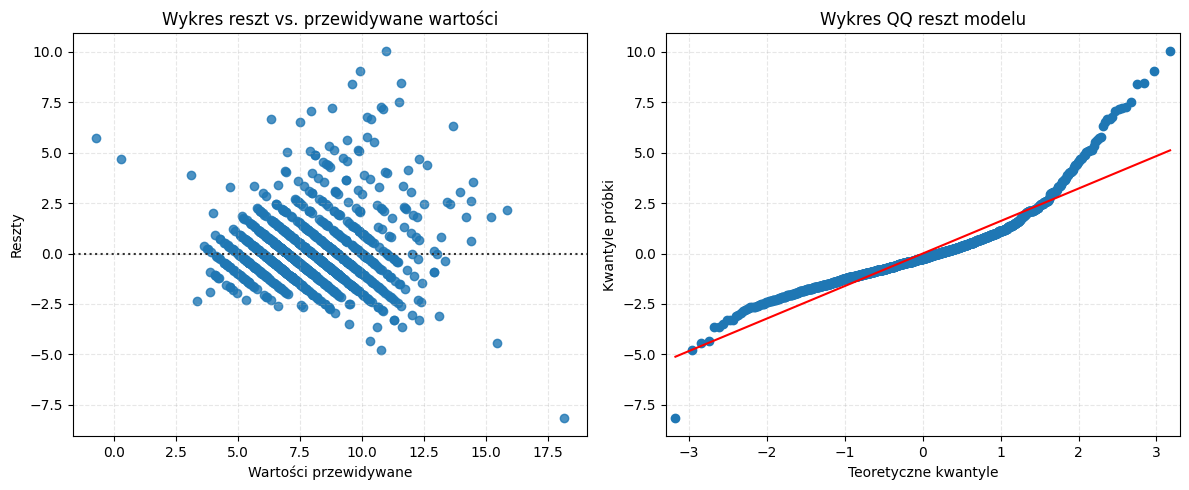 Wykres reszt vs. przewidywane wartości
Reszty
10.0
7.5
5.0
2.5
0.0
−2.5
−5.0
−7.5
0.0 2.5 5.0 7.5 10.0 12.5 15.0 17.5
Wartości przewidywane
Wykres QQ reszt modelu
Kwantyle próbki
10.0
7.5
5.0
2.5
0.0
−2.5
−5.0
−7.5
−3 −2 −1 0 1 2 3
Teoretyczne kwantyle